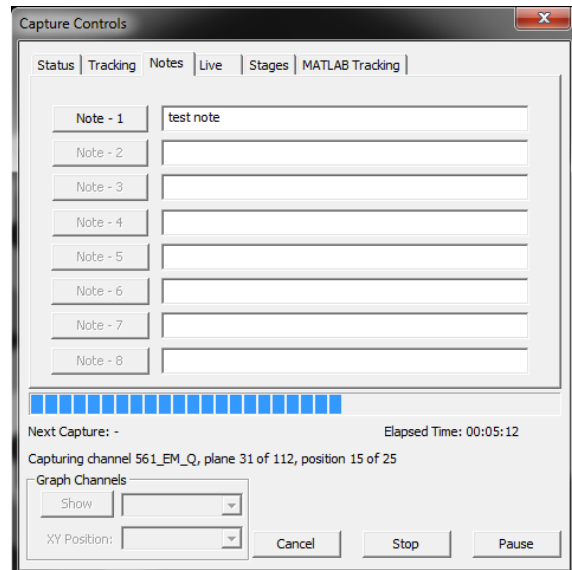 Capture Controls
Status Tracking Notes Live Stages MATLAB Tracking
Note - 1 test note
Note - 2
Note - 3
Note - 4
Note - 5
Note - 6
Note - 7
Note - 8
Next Capture: - Elapsed Time: 00:05:12
Capturing channel 561_EM_Q, plane 31 of 112, position 15 of 25
Graph Channels
Show
XY Position: Cancel Stop Pause